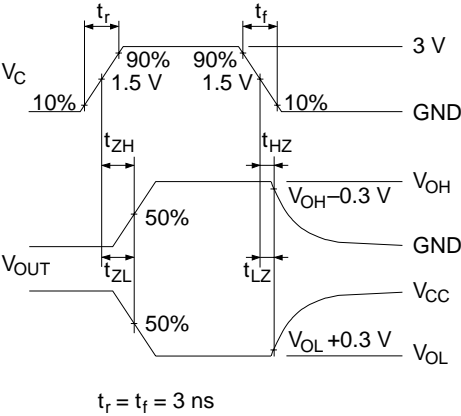 tr tf
90% 90% 3 V
VC 1.5 V 1.5 V
10% 10% GND
tZH tHZ
VOH
VOH–0.3 V
50%
GND
VOUT tZL tLZ
VCC
50%
VOL +0.3 V VOL
tr = tf = 3 ns